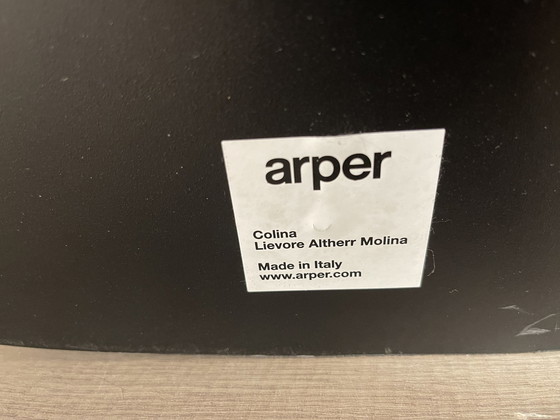 arper
Colina
Lievore Altherr Molina
Made in Italy
www.arper.com